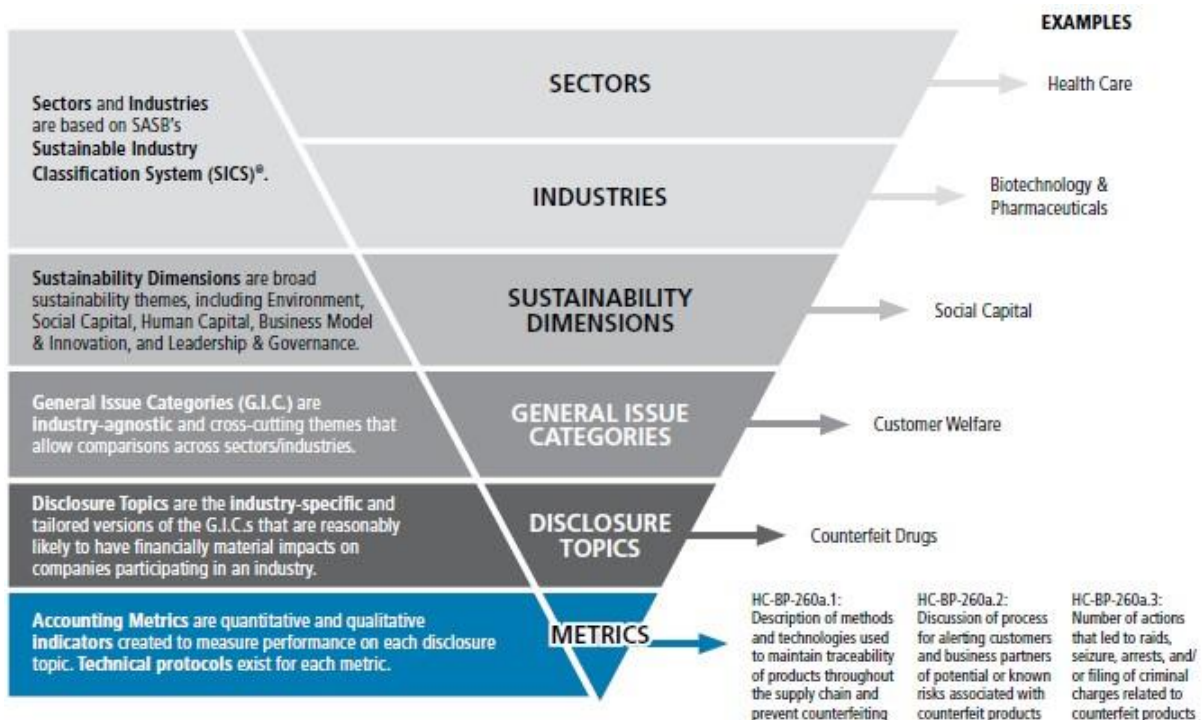 EXAMPLES
Sectors and Industries
are based on SASB's
Sustainable Industry
Classification System (SICS)®.
SECTORS
Health Care
INDUSTRIES
Biotechnology &
Pharmaceuticals
Sustainability Dimensions are broad
sustainability themes, including Environment,
Social Capital, Human Capital, Business Model
& Innovation, and Leadership & Governance.
SUSTAINABILITY
DIMENSIONS
Social Capital
General Issue Categories (G.I.C.) are
industry-agnostic and cross-cutting themes that
allow comparisons across sectors/industries.
GENERAL ISSUE
CATEGORIES
Customer Welfare
Disclosure Topics are the industry-specific and
tailored versions of the G.I.C.s that are reasonably
likely to have financially material impacts on
companies participating in an industry.
DISCLOSURE
TOPICS
Counterfeit Drugs
Accounting Metrics are quantitative and qualitative
indicators created to measure performance on each disclosure
topic. Technical protocols exist for each metric.
METRICS
HC-BP-260a.1:
Description of methods
and technologies used
to maintain traceability
of products throughout
the supply chain and
prevent counterfeiting
HC-BP-260a.2:
Discussion of process
for alerting customers
and business partners
of potential or known
risks associated with
counterfeit products
HC-BP-260a.3:
Number of actions
that led to raids,
seizure, arrests, and/
or filing of criminal
charges related to
counterfeit products